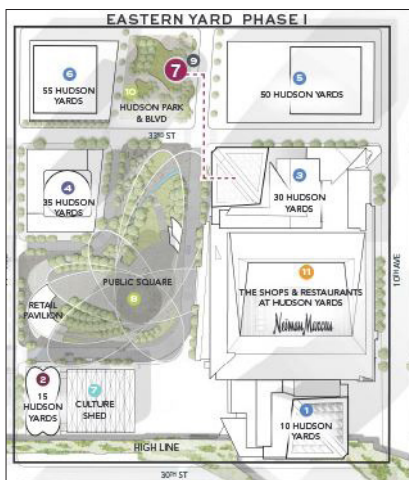 EASTERN YARD PHASE I
6
55 HUDSON
YARDS
7
9
10
HUDSON PARK
& BLVD
5
50 HUDSON YARDS
33RD ST
4
35 HUDSON
YARDS
3
30 HUDSON
YARDS
PUBLIC SQUARE
8
RETAIL
PAVILION
11
THE SHOPS & RESTAURANTS
AT HUDSON YARDS
Neiman Marcus
10TH AVE
2
15
HUDSON
YARDS
7
CULTURE
SHED
1
10 HUDSON
YARDS
HIGH LINE
30TH ST